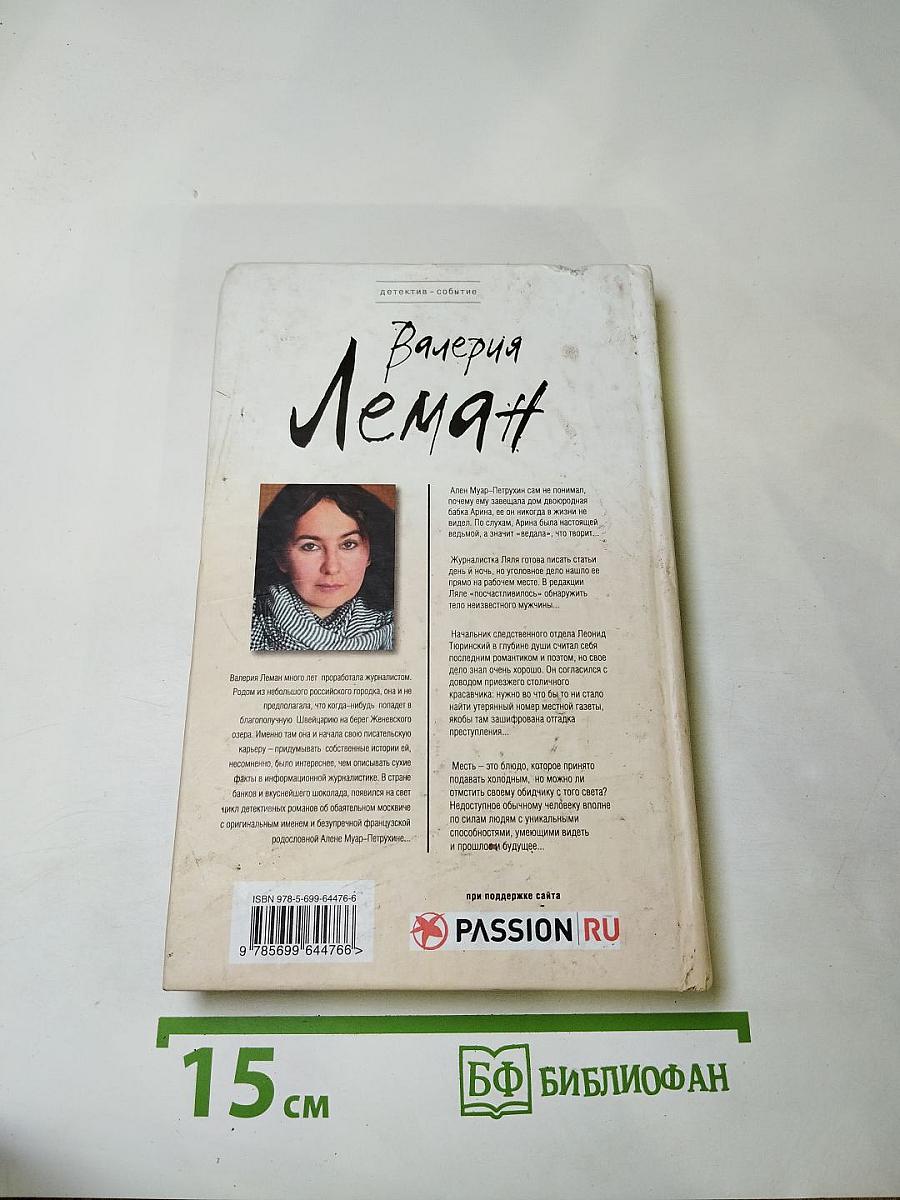 детектив – событие
Валерия
Леман
Ален Муар–Петрухин сам не понимал,
почему ему завещала дом двоюродная
бабка Арина, ее он никогда в жизни не
видел. По слухам, Арина была настоящей
ведьмой, а значит «ведала», что творит...
Журналистка Ляля готова писать статьи
день и ночь, но уголовное дело нашло ее
прямо на рабочем месте. В редакции
Ляле «посчастливилось» обнаружить
тело неизвестного мужчины...
Начальник следственного отдела Леонид
Тюринский в глубине души считал себя
последним романтиком и поэтом, но свое
дело знал очень хорошо. Он согласился с
доводом приезжего столичного
красавчика: нужно во что бы то ни стало
найти утерянный номер местной газеты,
якобы там зашифрована отгадка
преступления...
Месть – это блюдо, которое принято
подавать холодным, но можно ли
отмстить своему обидчику с того света?
Недоступное обычному человеку вполне
по силам людям с уникальными
способностями, умеющими видеть
и прошлое и будущее...
Валерия Леман много лет проработала журналистом.
Родом из небольшого российского городка, она и не
предполагала, что когда–нибудь попадет в
благополучную Швейцарию на берег Женевского
озера. Именно там она и начала свою писательскую
карьеру – придумывать собственные истории ей,
несомненно, было интереснее, чем описывать сухие
факты в информационной журналистике. В стране
банков и вкуснейшего шоколада, появился на свет
цикл детективных романов об обаятельном москвиче
с оригинальным именем и безупречной французской
родословной Алене Муар–Петрухине...
ISBN 978-5-699-64476-6
9 785699 644766 >
при поддержке сайта
PASSION RU
15 см
БФ БИБЛИОФАН